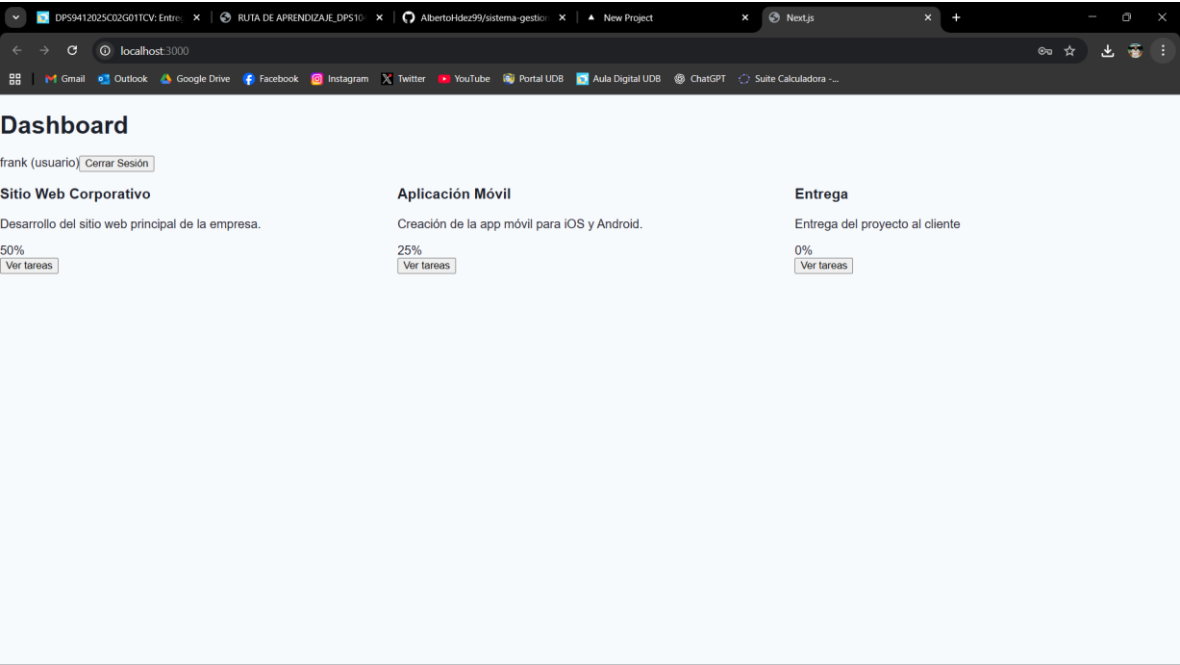 DPS9412025C02G01TCV: Entre
RUTA DE APRENDIZAJE_DPS10
AlbertoHdez99/sistema-gestion
New Project
Next.js
localhost:3000
Gmail Outlook Google Drive Facebook Instagram Twitter YouTube Portal UDB Aula Digital UDB ChatGPT Suite Calculadora -...
Dashboard
frank (usuario) Cerrar Sesión
Sitio Web Corporativo
Desarrollo del sitio web principal de la empresa.
50%
Ver tareas
Aplicación Móvil
Creación de la app móvil para iOS y Android.
25%
Ver tareas
Entrega
Entrega del proyecto al cliente
0%
Ver tareas